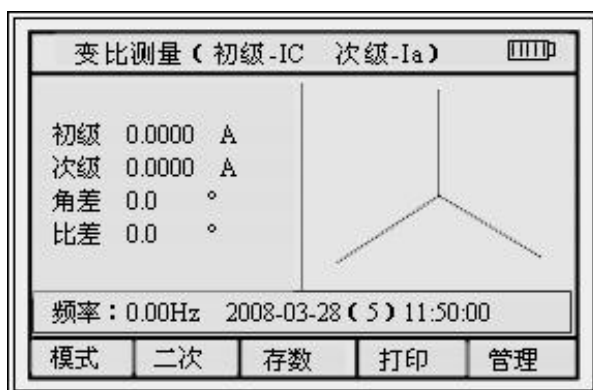 变比测量(初级-IC 次级-Ia)
初级 0.0000 A
次级 0.0000 A
角差 0.0 °
比差 0.0 °
频率:0.00Hz 2008-03-28(5)11:50:00
模式 二次 存数 打印 管理